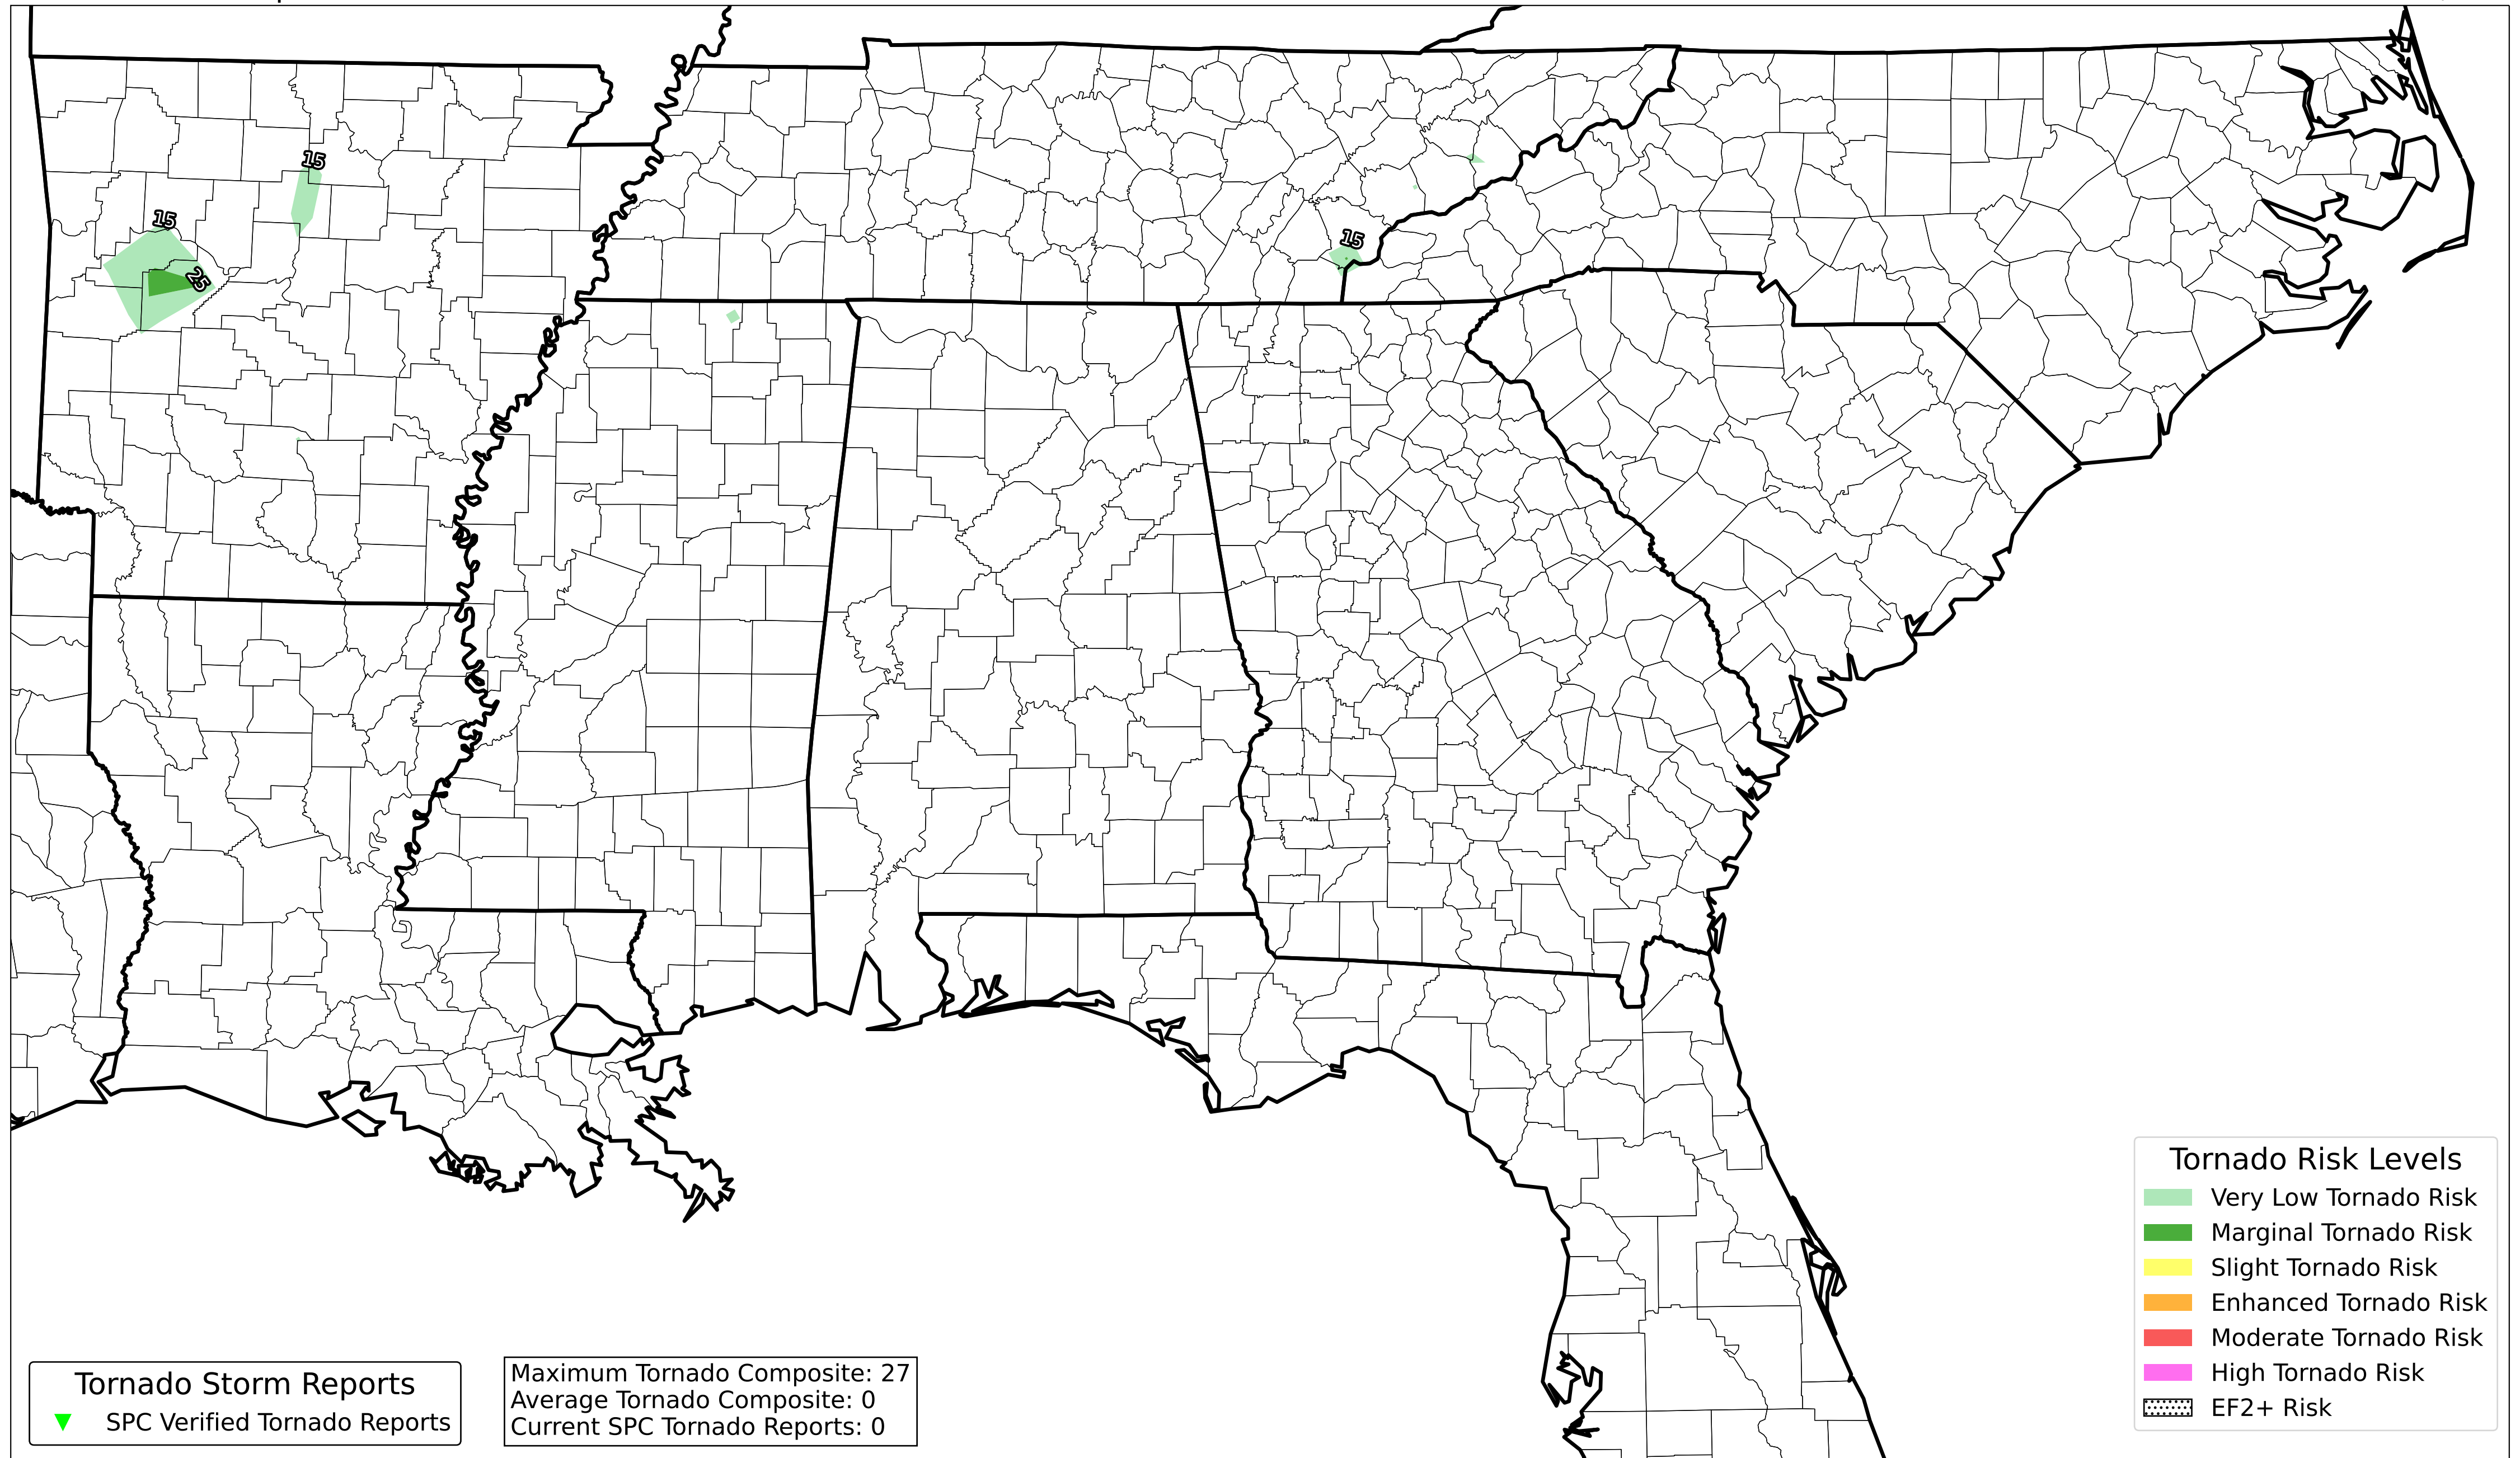 15
15
25
15
Tornado Risk Levels
Very Low Tornado Risk
Marginal Tornado Risk
Slight Tornado Risk
Enhanced Tornado Risk
Moderate Tornado Risk
High Tornado Risk
EF2+ Risk
Tornado Storm Reports
SPC Verified Tornado Reports
Maximum Tornado Composite: 27
Average Tornado Composite: 0
Current SPC Tornado Reports: 0